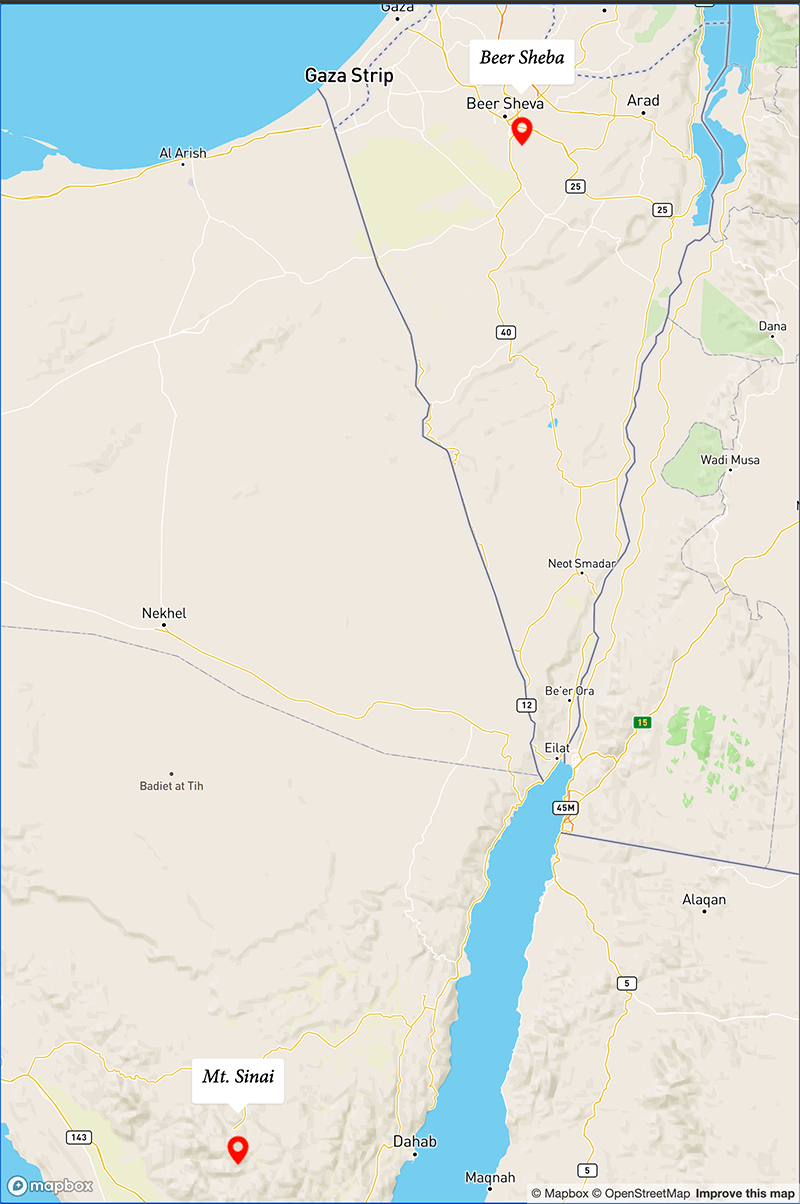 Gaza
Beer Sheba
Gaza Strip
Beer Sheva
Arad
Al Arish
25
25
Dana
40
Wadi Musa
Neot Smadar
Nekhel
Be'er Ora
12
15
Eilat
Badiet at Tih
45M
Alaqan
5
Mt. Sinai
143
Dahab
5
Maqnah
mapbox
© Mapbox © OpenStreetMap Improve this map